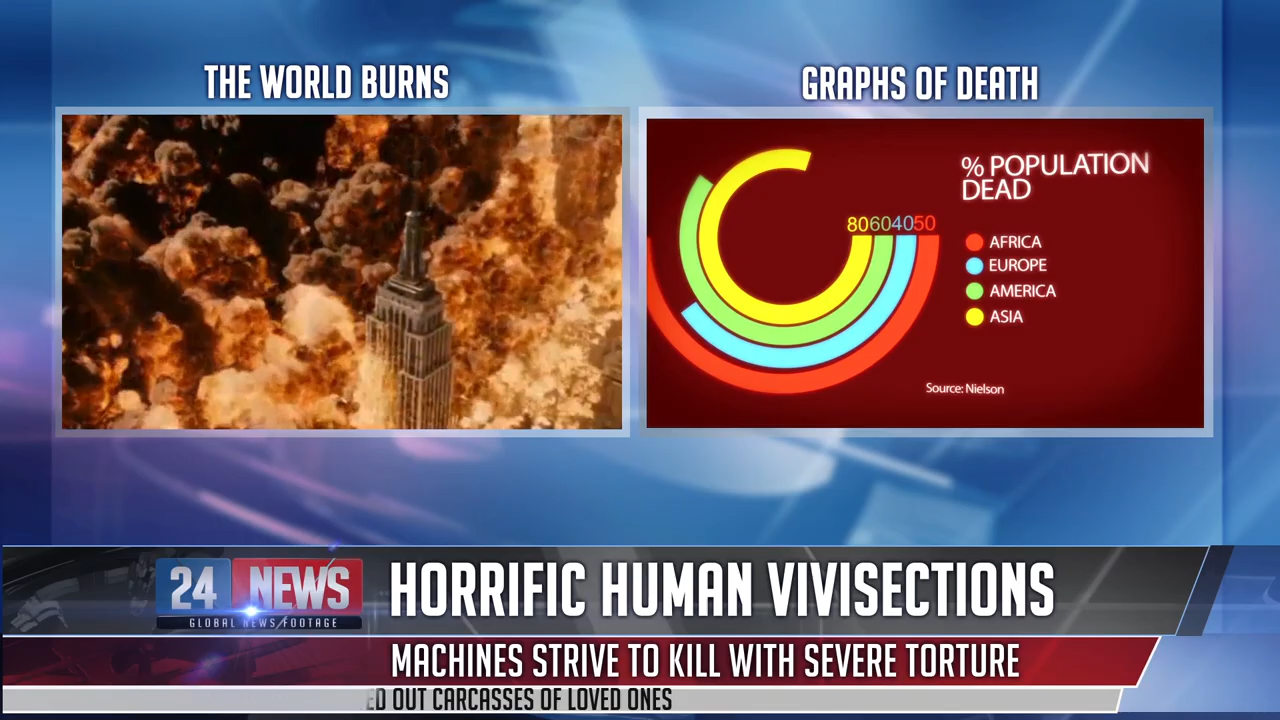 THE WORLD BURNS
GRAPHS OF DEATH
% POPULATION
DEAD
80604050
AFRICA
EUROPE
AMERICA
ASIA
Source: Nielson
24 NEWS
GLOBAL NEWS FOOTAGE
HORRIFIC HUMAN VIVISECTIONS
MACHINES STRIVE TO KILL WITH SEVERE TORTURE
ED OUT CARCASSES OF LOVED ONES